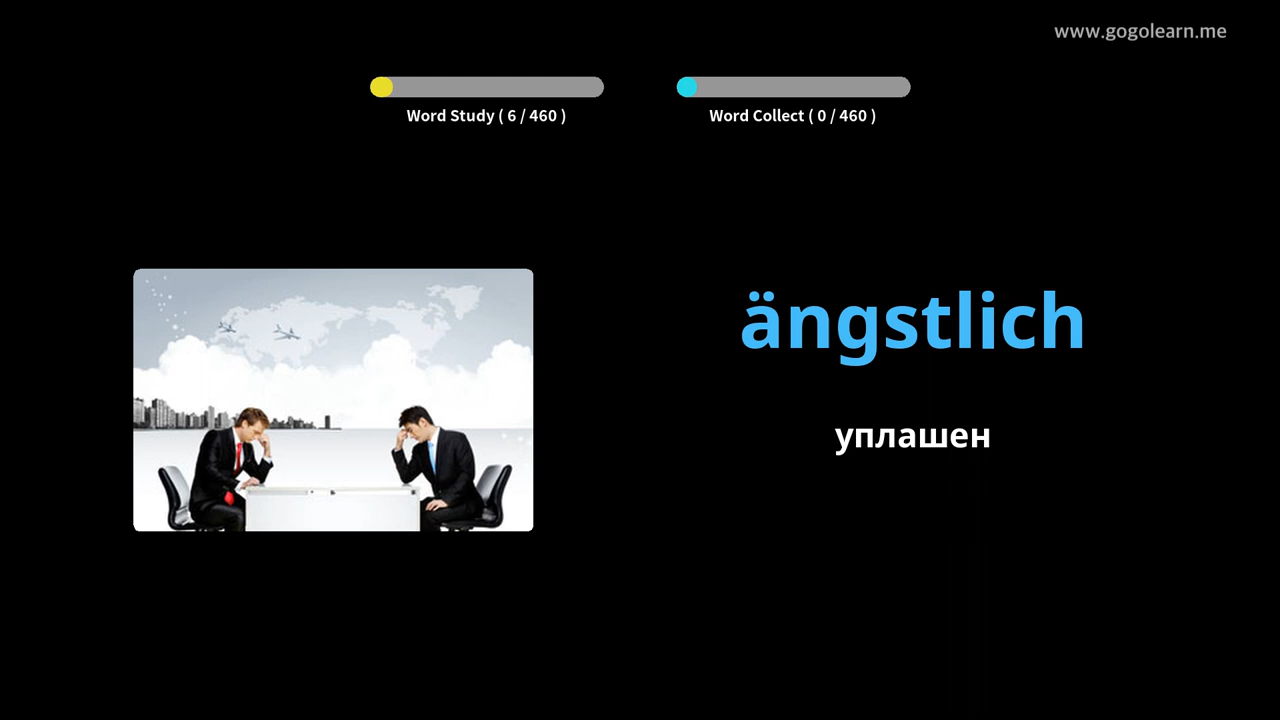 www.gogolearn.me
Word Study ( 6 / 460 )
Word Collect ( 0 / 460 )
ängstlich
уплашен